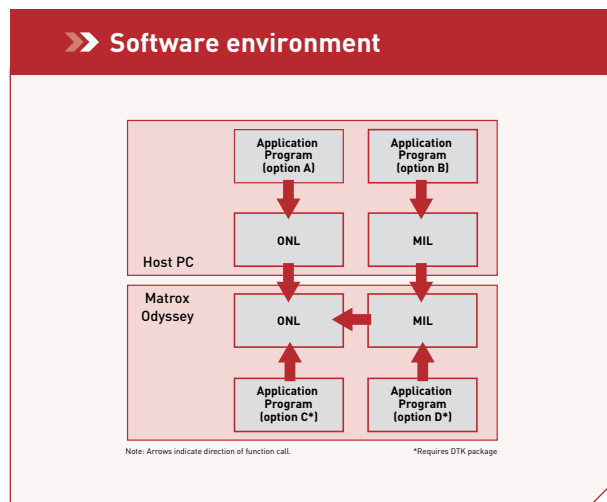 Software environment
Application
Program
(option A)
Application
Program
(option B)
ONL
MIL
Host PC
Matrox
Odyssey
ONL
MIL
Application
Program
(option C*)
Application
Program
(option D*)
Note: Arrows indicate direction of function call.
*Requires DTK package